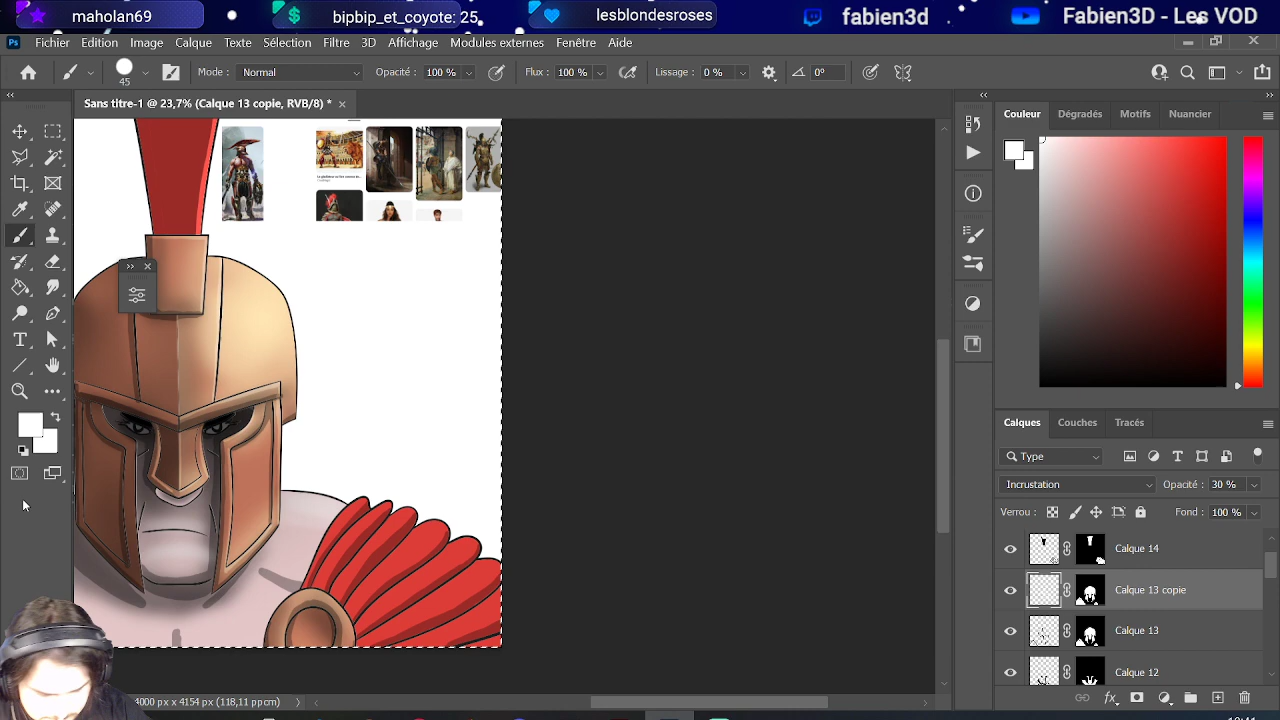 maholan69
bipbip_et_coyote: 25
lesblondesroses
fabien3d
Fabien3D - Les VOD
Fichier Edition Image Calque Texte Sélection Filtre 3D Affichage Modules externes Fenêtre Aide
45
Mode : Normal
Opacité : 100 %
Flux : 100 %
Lissage : 0 %
0°
Sans titre-1 @ 23,7% (Calque 13 copie, RVB/8) *
Couleur Dégradés Motifs Nuancier
Calques Couches Tracés
Type
Incrustation
Opacité : 30 %
Verrou :
Fond : 100 %
Calque 14
Calque 13 copie
Calque 13
Calque 12
4000 px x 4154 px (118,11 ppcm)